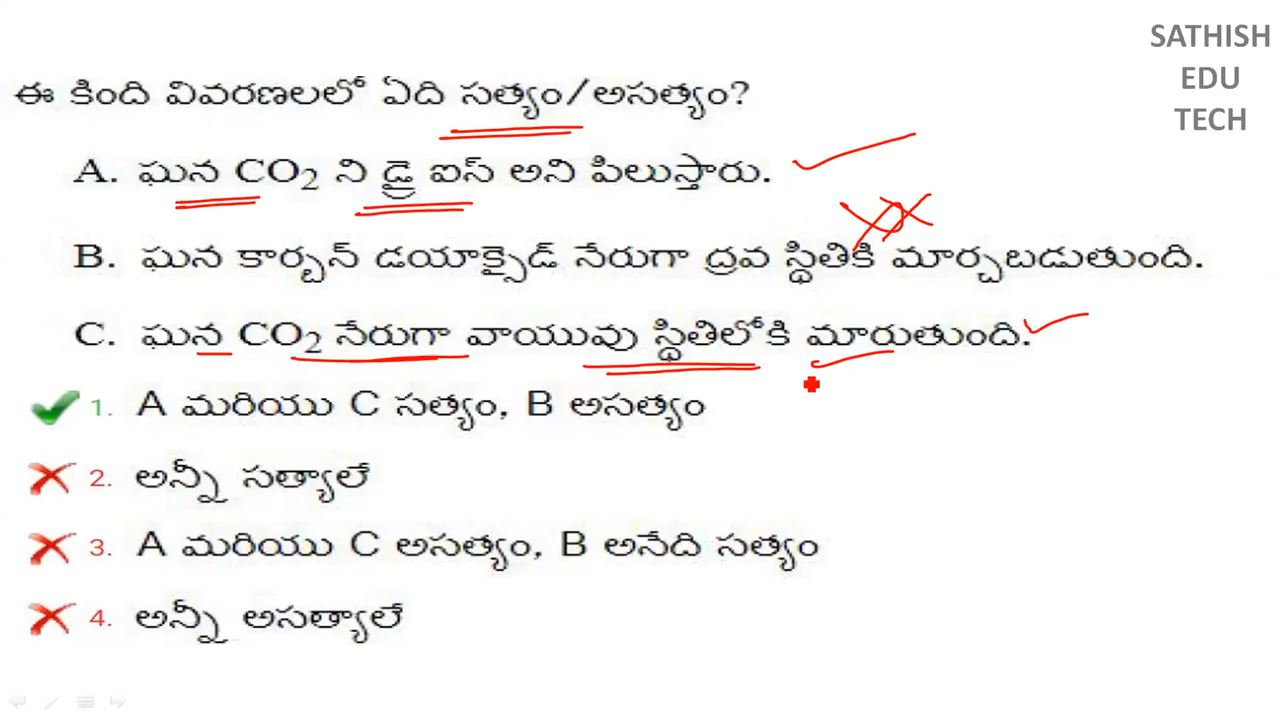 SATHISH
EDU
TECH
ఈ కింది వివరణలలో ఏది సత్యం/అసత్యం?
A. ఘన CO₂ ని డ్రై ఐస్ అని పిలుస్తారు.
B. ఘన కార్బన్ డయాక్సైడ్ నేరుగా ద్రవ స్థితికి మార్చబడుతుంది.
C. ఘన CO₂ నేరుగా వాయువు స్థితిలోకి మారుతుంది.
1. A మరియు C సత్యం, B అసత్యం
2. అన్నీ సత్యాలే
3. A మరియు C అసత్యం, B అనేది సత్యం
4. అన్నీ అసత్యాలే